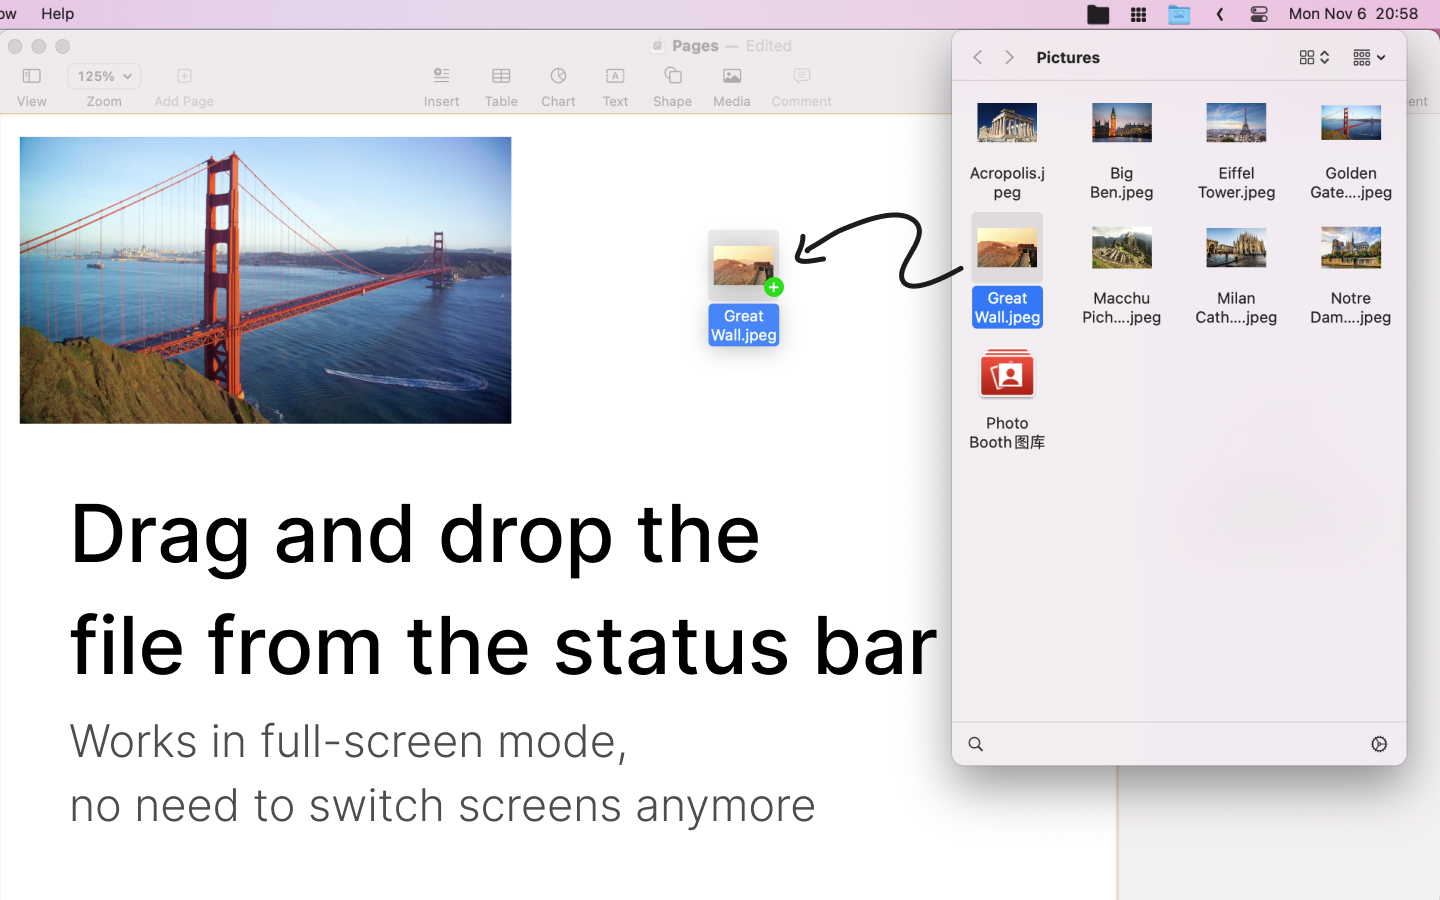 ow Help Mon Nov 6 20:58
Pages — Edited
125%
View Zoom Add Page Insert Table Chart Text Shape Media Comment
ent
Drag and drop the
file from the status bar
Works in full-screen mode,
no need to switch screens anymore
Great
Wall.jpeg
Pictures
Acropolis.j
peg
Big
Ben.jpeg
Eiffel
Tower.jpeg
Golden
Gate....jpeg
Great
Wall.jpeg
Macchu
Pich....jpeg
Milan
Cath....jpeg
Notre
Dam....jpeg
Photo
Booth图库